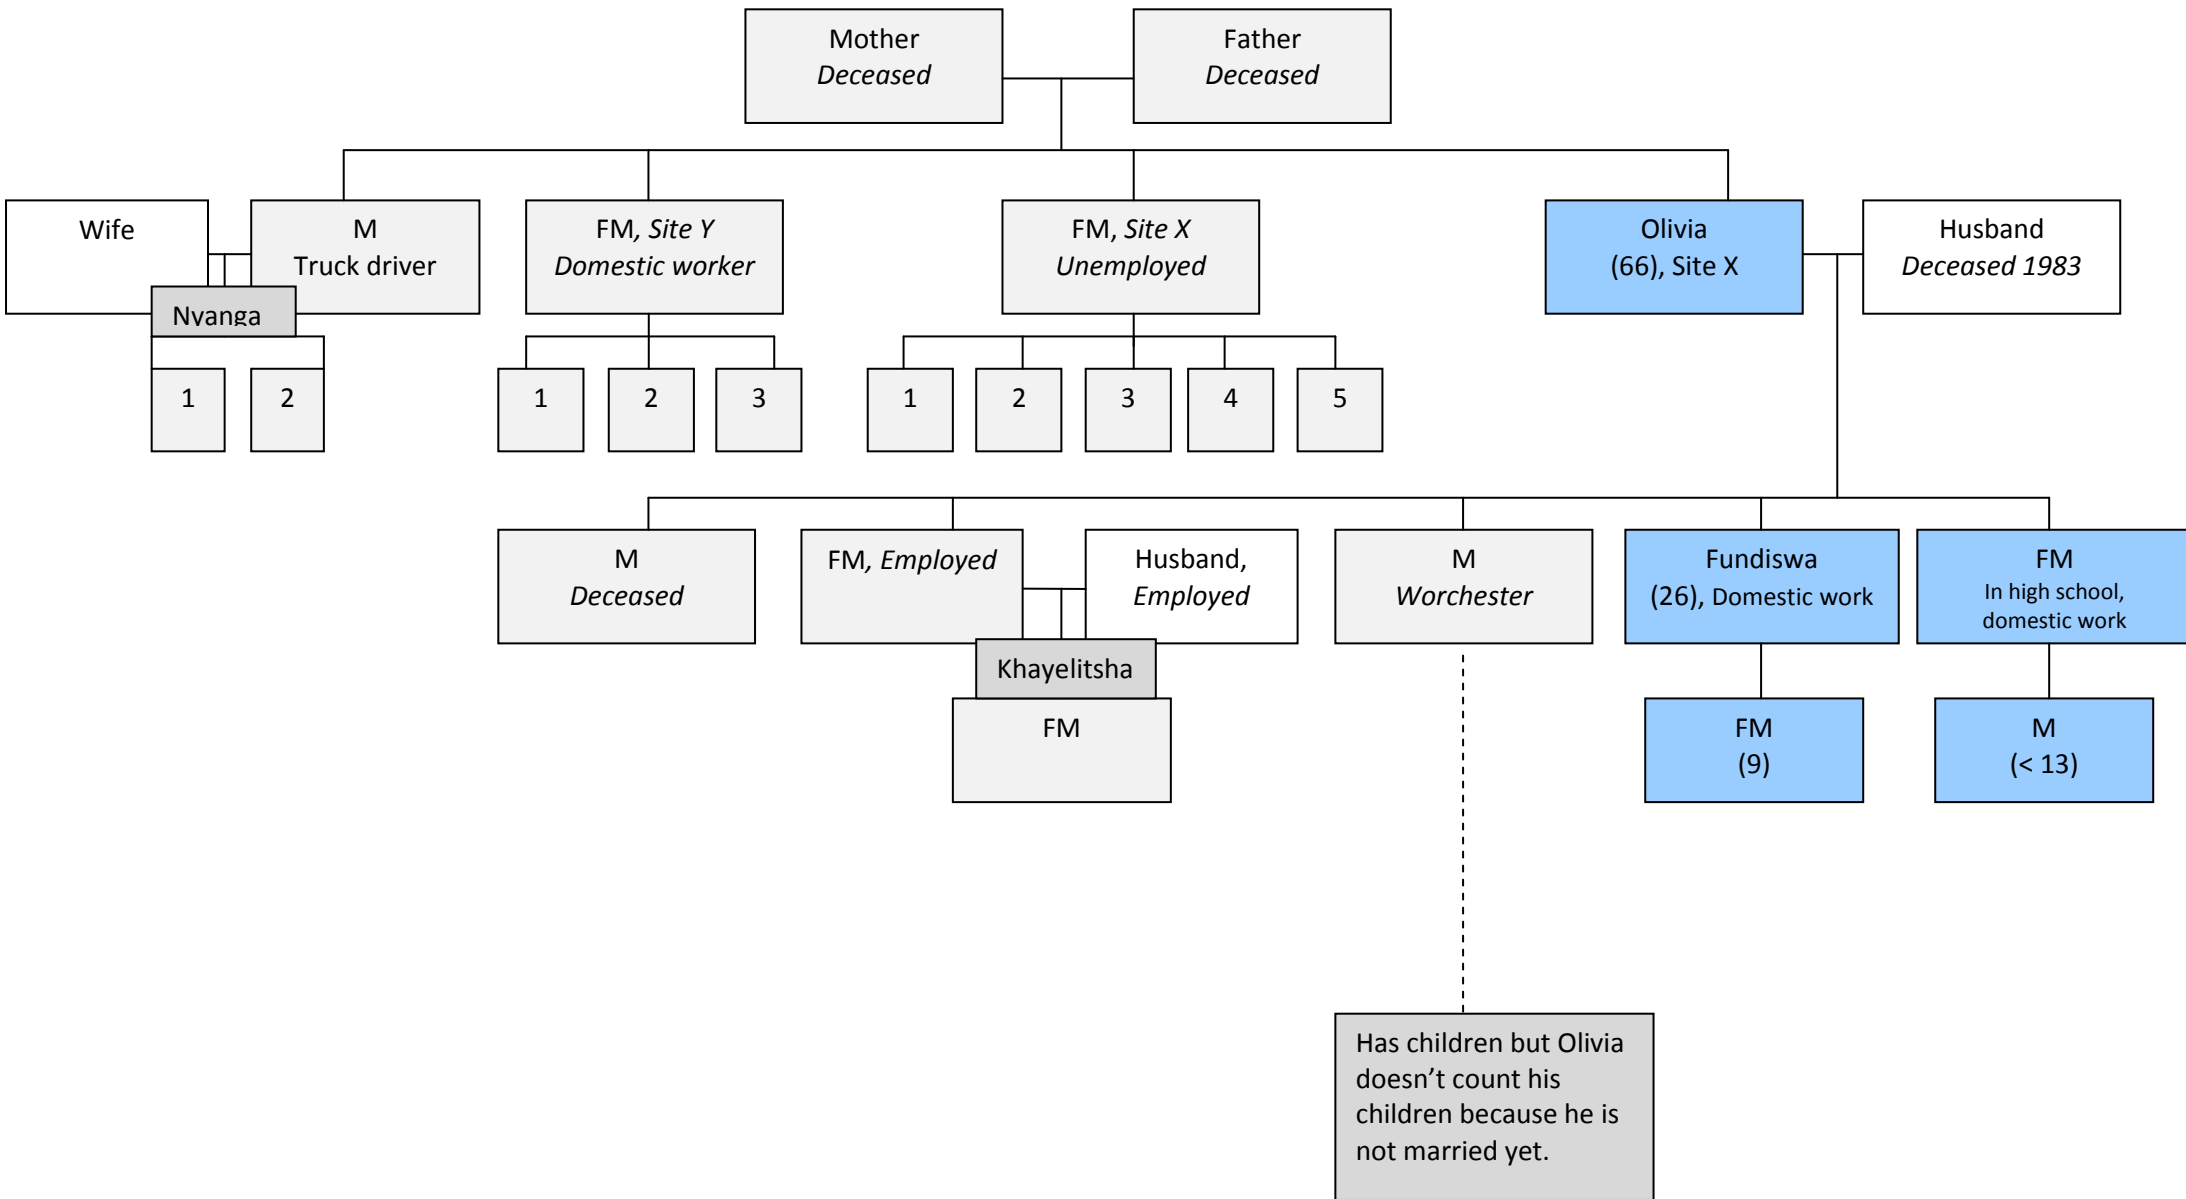 Mother
Deceased
Father
Deceased
Wife
M
Truck driver
FM, Site Y
Domestic worker
FM, Site X
Unemployed
Olivia
(66), Site X
Husband
Deceased 1983
Nyanga
1
2
1
2
3
1
2
3
4
5
M
Deceased
FM, Employed
Husband,
Employed
M
Worchester
Fundiswa
(26), Domestic work
FM
In high school,
domestic work
Khayelitsha
FM
FM
(9)
M
(< 13)
Has children but Olivia
doesn’t count his
children because he is
not married yet.